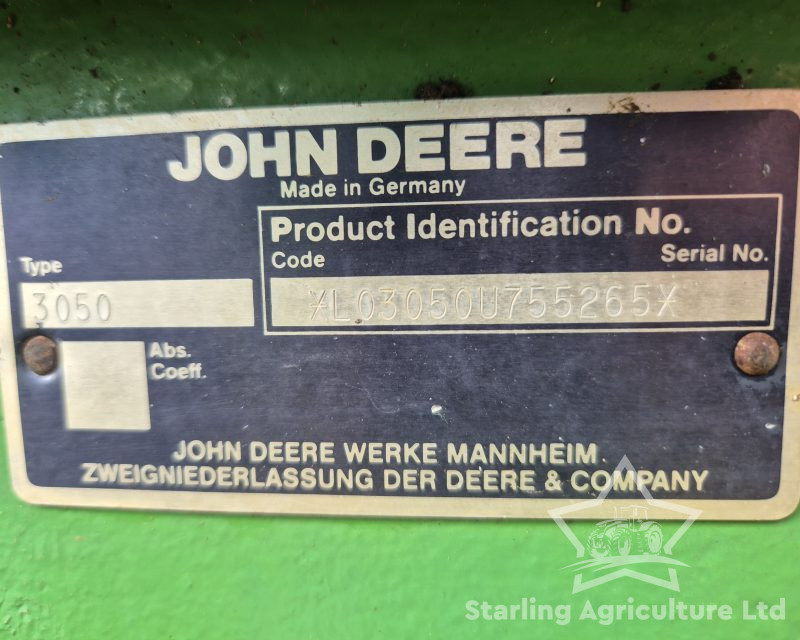 JOHN DEERE
Made in Germany
Product Identification No.
Code Serial No.
Type
3050
*L03050U755265*
Abs.
Coeff.
JOHN DEERE WERKE MANNHEIM
ZWEIGNIEDERLASSUNG DER DEERE & COMPANY
Starling Agriculture Ltd